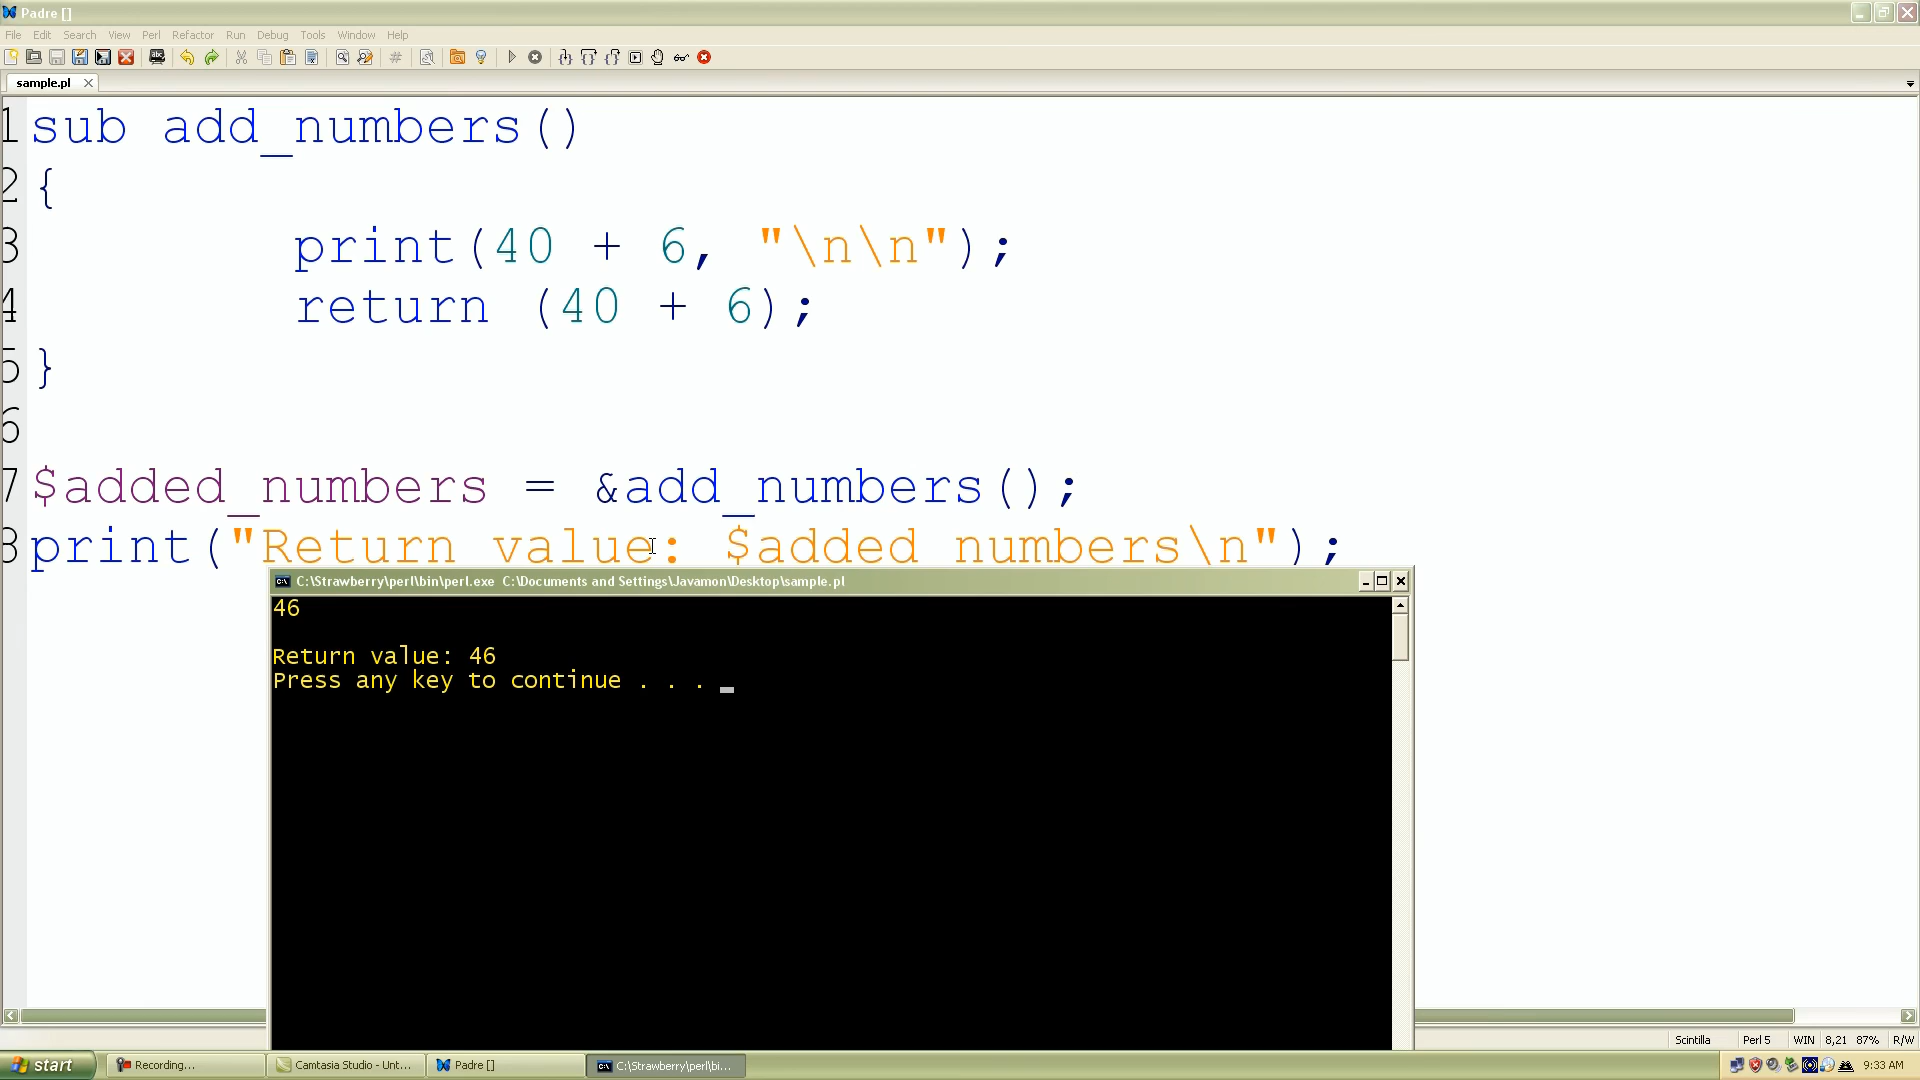 Padre []
File Edit Search View Perl Refactor Run Debug Tools Window Help
sample.pl
1 sub add_numbers()
2 {
3 print(40 + 6, "\n\n");
4 return (40 + 6);
5 }
6
7 $added_numbers = &add_numbers();
8 print("Return value: $added_numbers\n");
C:\Strawberry\perl\bin\perl.exe C:\Documents and Settings\Javamon\Desktop\sample.pl
46
Return value: 46
Press any key to continue . . .
Scintilla Perl 5 WIN 8,21 87% R/W
start Recording... Camtasia Studio - Unt... Padre [] C:\Strawberry\perl\bi... 9:33 AM